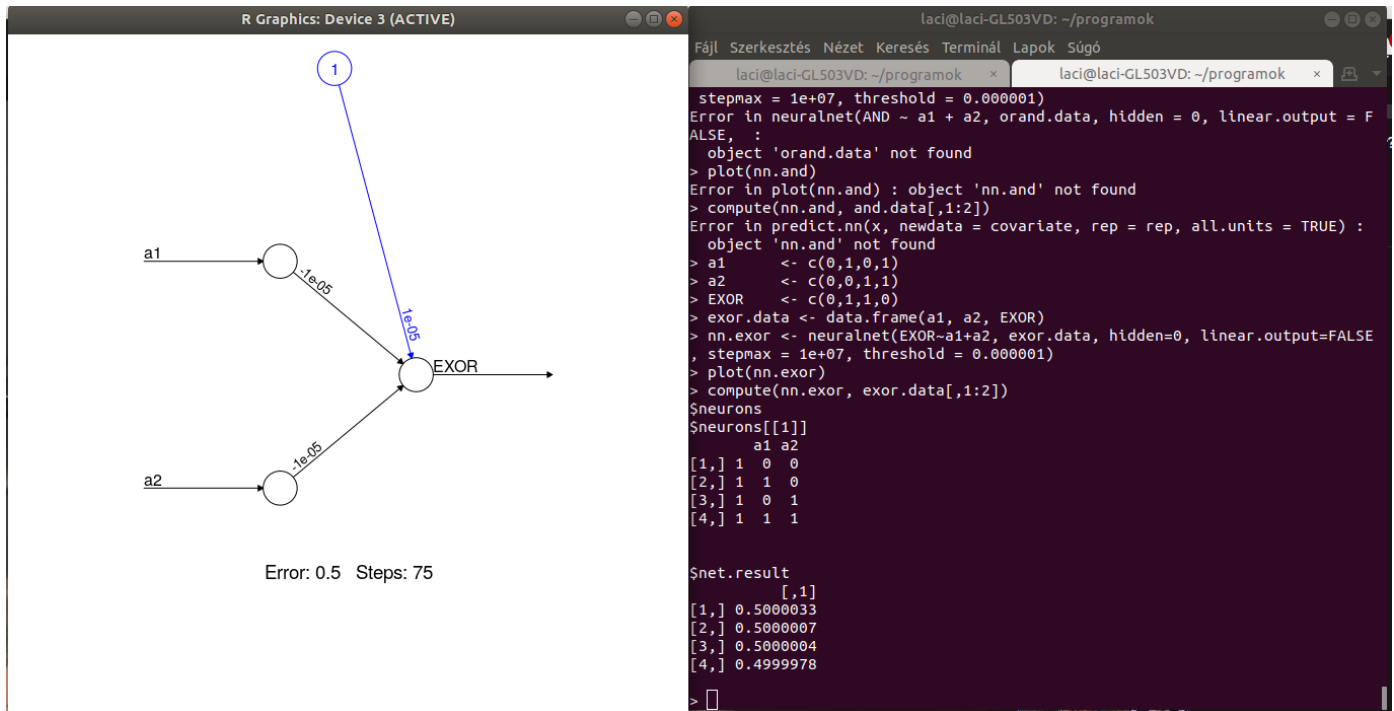 R Graphics: Device 3 (ACTIVE)
1
a1
-1e-05
1e-05
EXOR
-1e-05
a2
Error: 0.5 Steps: 75
laci@laci-GL503VD: ~/programok
Fájl Szerkesztés Nézet Keresés Terminál Lapok Súgó
laci@laci-GL503VD: ~/programok × laci@laci-GL503VD: ~/programok ×
stepmax = 1e+07, threshold = 0.000001)
Error in neuralnet(AND ~ a1 + a2, orand.data, hidden = 0, linear.output = F
ALSE,  :
  object 'orand.data' not found
> plot(nn.and)
Error in plot(nn.and) : object 'nn.and' not found
> compute(nn.and, and.data[,1:2])
Error in predict.nn(x, newdata = covariate, rep = rep, all.units = TRUE) :
  object 'nn.and' not found
> a1      <- c(0,1,0,1)
> a2      <- c(0,0,1,1)
> EXOR    <- c(0,1,1,0)
> exor.data <- data.frame(a1, a2, EXOR)
> nn.exor <- neuralnet(EXOR~a1+a2, exor.data, hidden=0, linear.output=FALSE
, stepmax = 1e+07, threshold = 0.000001)
> plot(nn.exor)
> compute(nn.exor, exor.data[,1:2])
$neurons
$neurons[[1]]
       a1 a2
[1,] 1  0  0
[2,] 1  1  0
[3,] 1  0  1
[4,] 1  1  1
$net.result
          [,1]
[1,] 0.5000033
[2,] 0.5000007
[3,] 0.5000004
[4,] 0.4999978
>